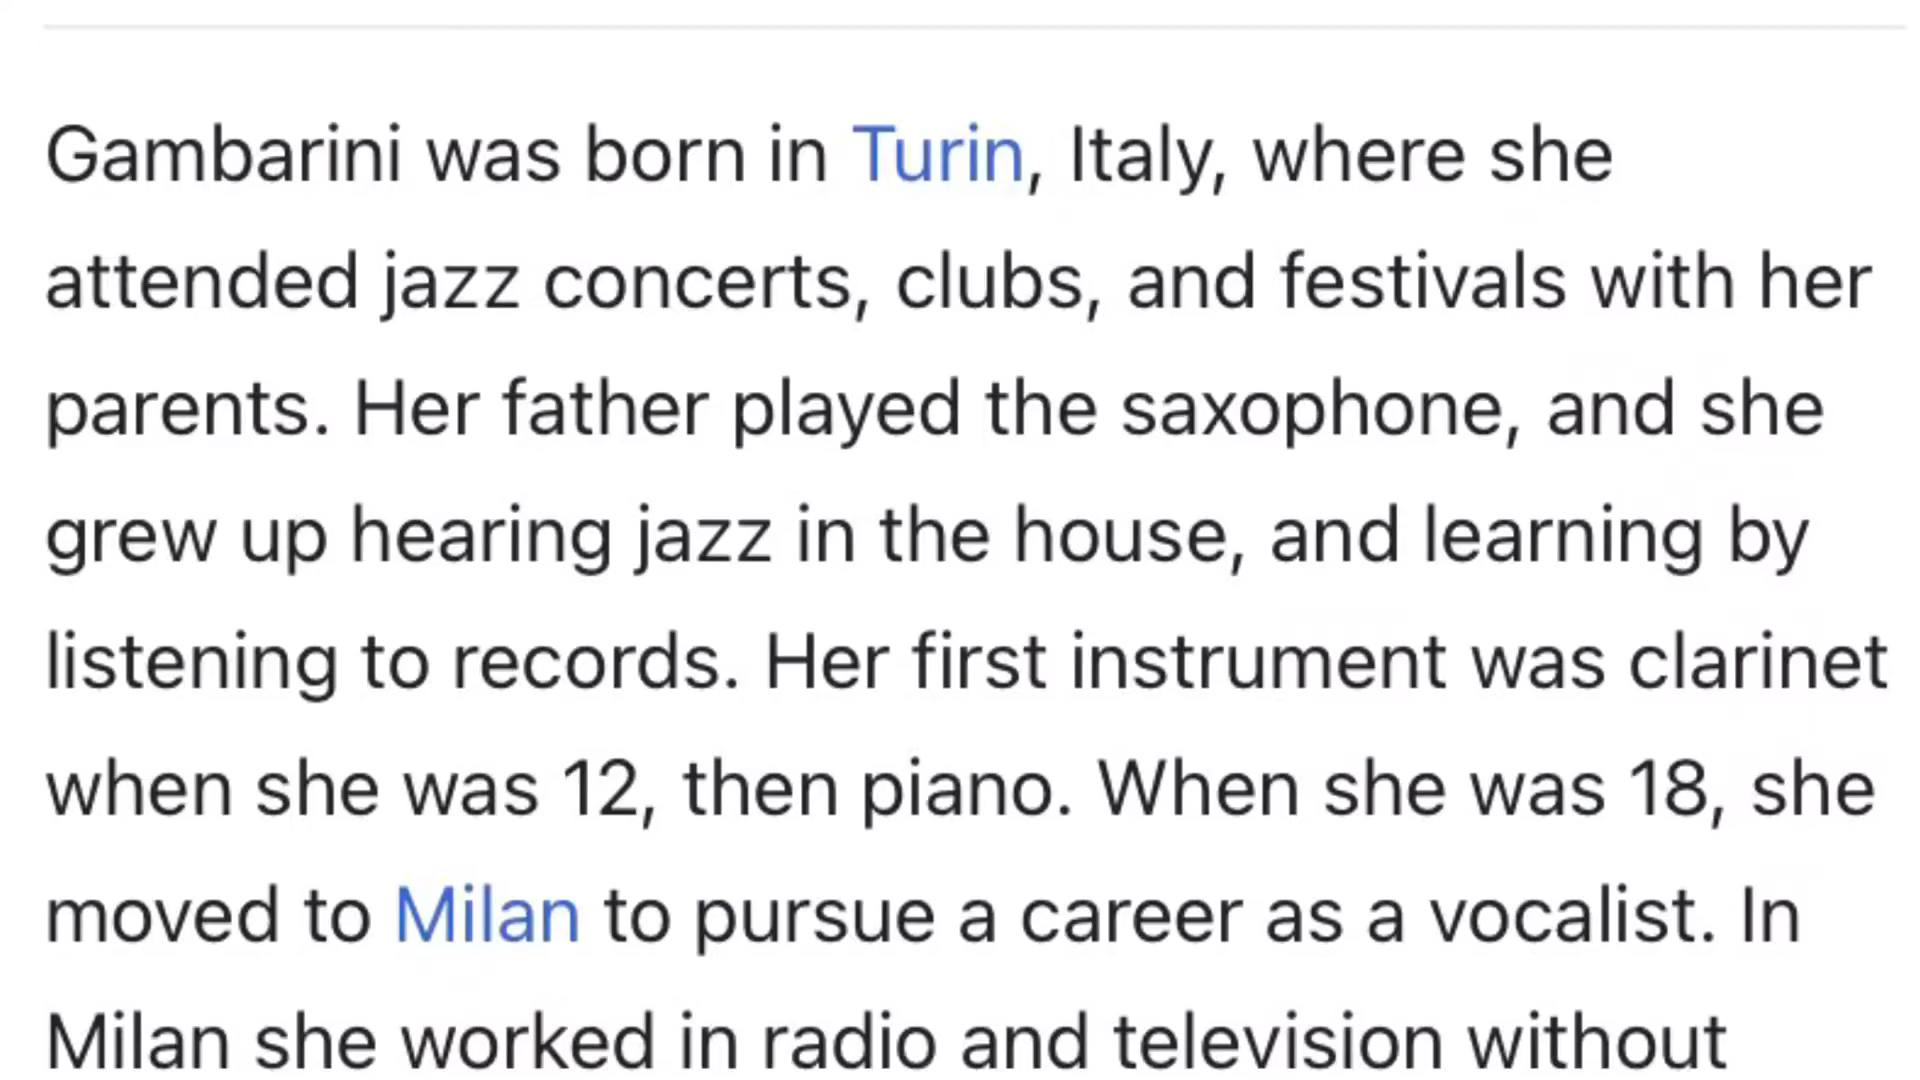 Gambarini was born in Turin, Italy, where she
attended jazz concerts, clubs, and festivals with her
parents. Her father played the saxophone, and she
grew up hearing jazz in the house, and learning by
listening to records. Her first instrument was clarinet
when she was 12, then piano. When she was 18, she
moved to Milan to pursue a career as a vocalist. In
Milan she worked in radio and television without